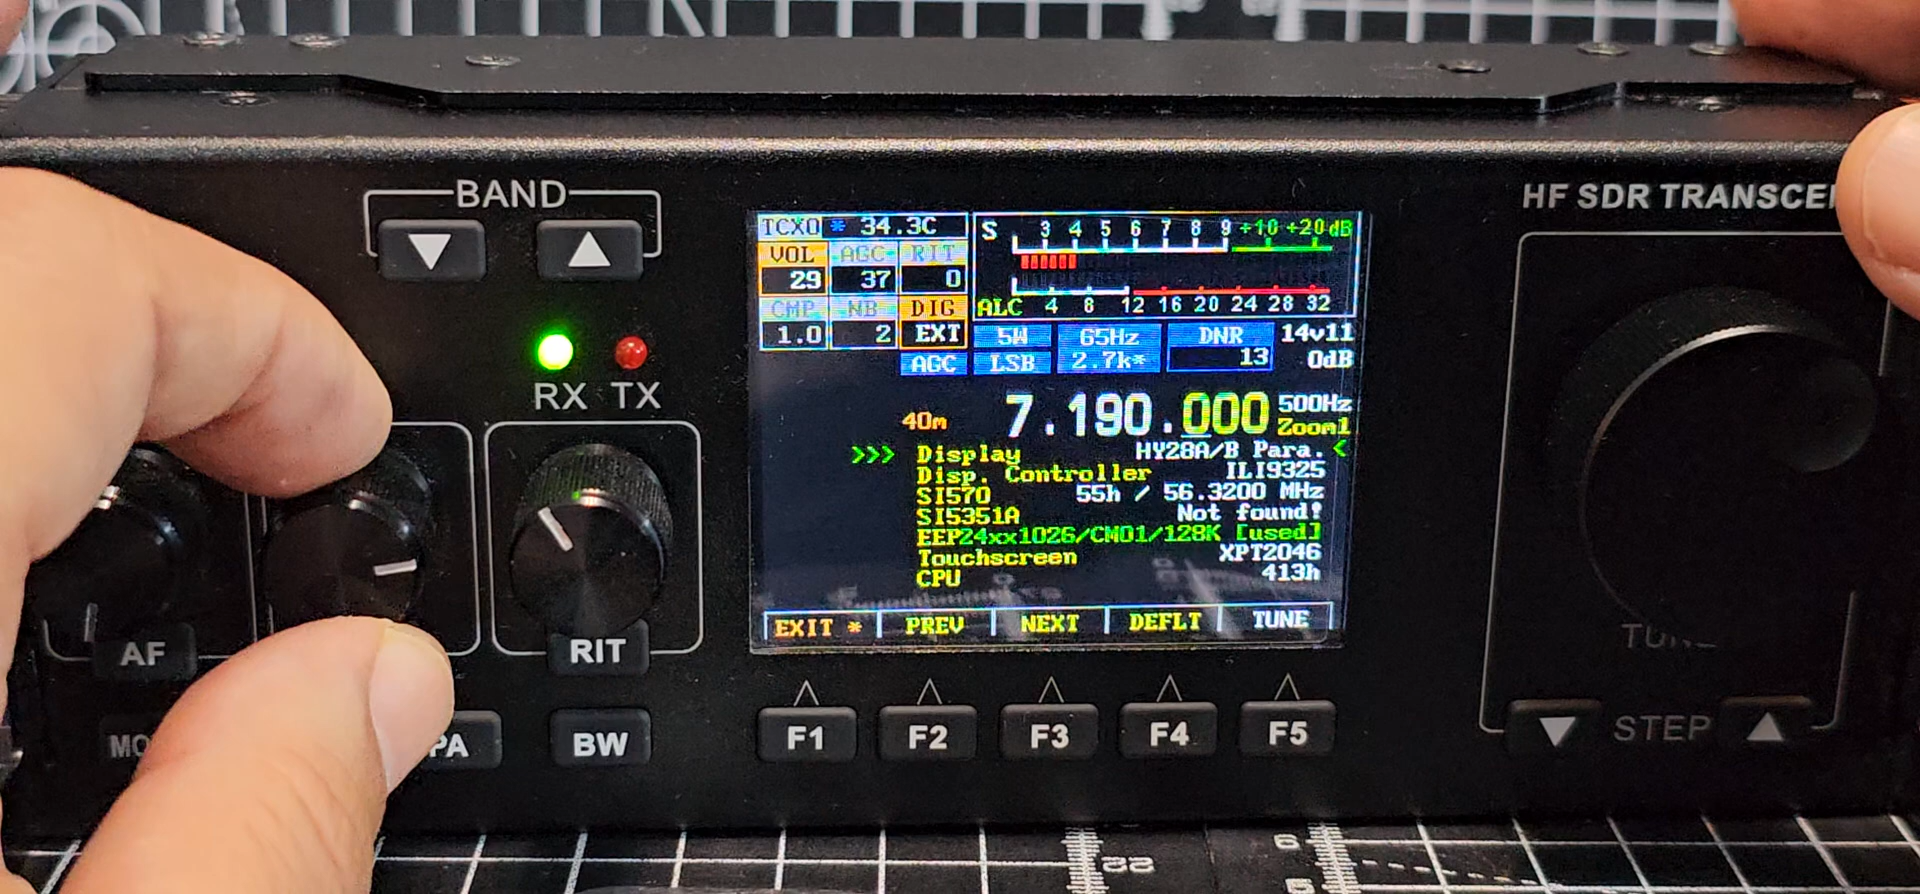 BAND
HF SDR TRANSCE
RX TX
AF
RIT
BW
TCXO * 34.3C
VOL AGC RIT
29 37 0
CMP NB DIG
1.0 2 EXT
AGC
S 3 4 5 6 7 8 9 +10 +20 dB
ALC 4 8 12 16 20 24 28 32
5W 65Hz DNR 14v11
LSB 2.7k* 13 0dB
40m 7.190.000 500Hz
Zoom1
>>> Display HY28A/B Para. <
Disp. Controller ILI9325
SI570 55h / 56.3200 MHz
SI5351A Not found!
EEP24xx1026/CM01/128K [used]
Touchscreen XPT2046
CPU 413h
EXIT * PREV NEXT DEFLT TUNE
F1 F2 F3 F4 F5
STEP
22